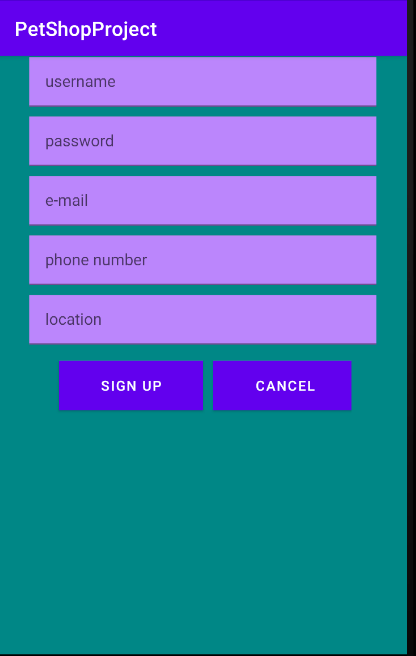 PetShopProject
username
password
e-mail
phone number
location
SIGN UP CANCEL